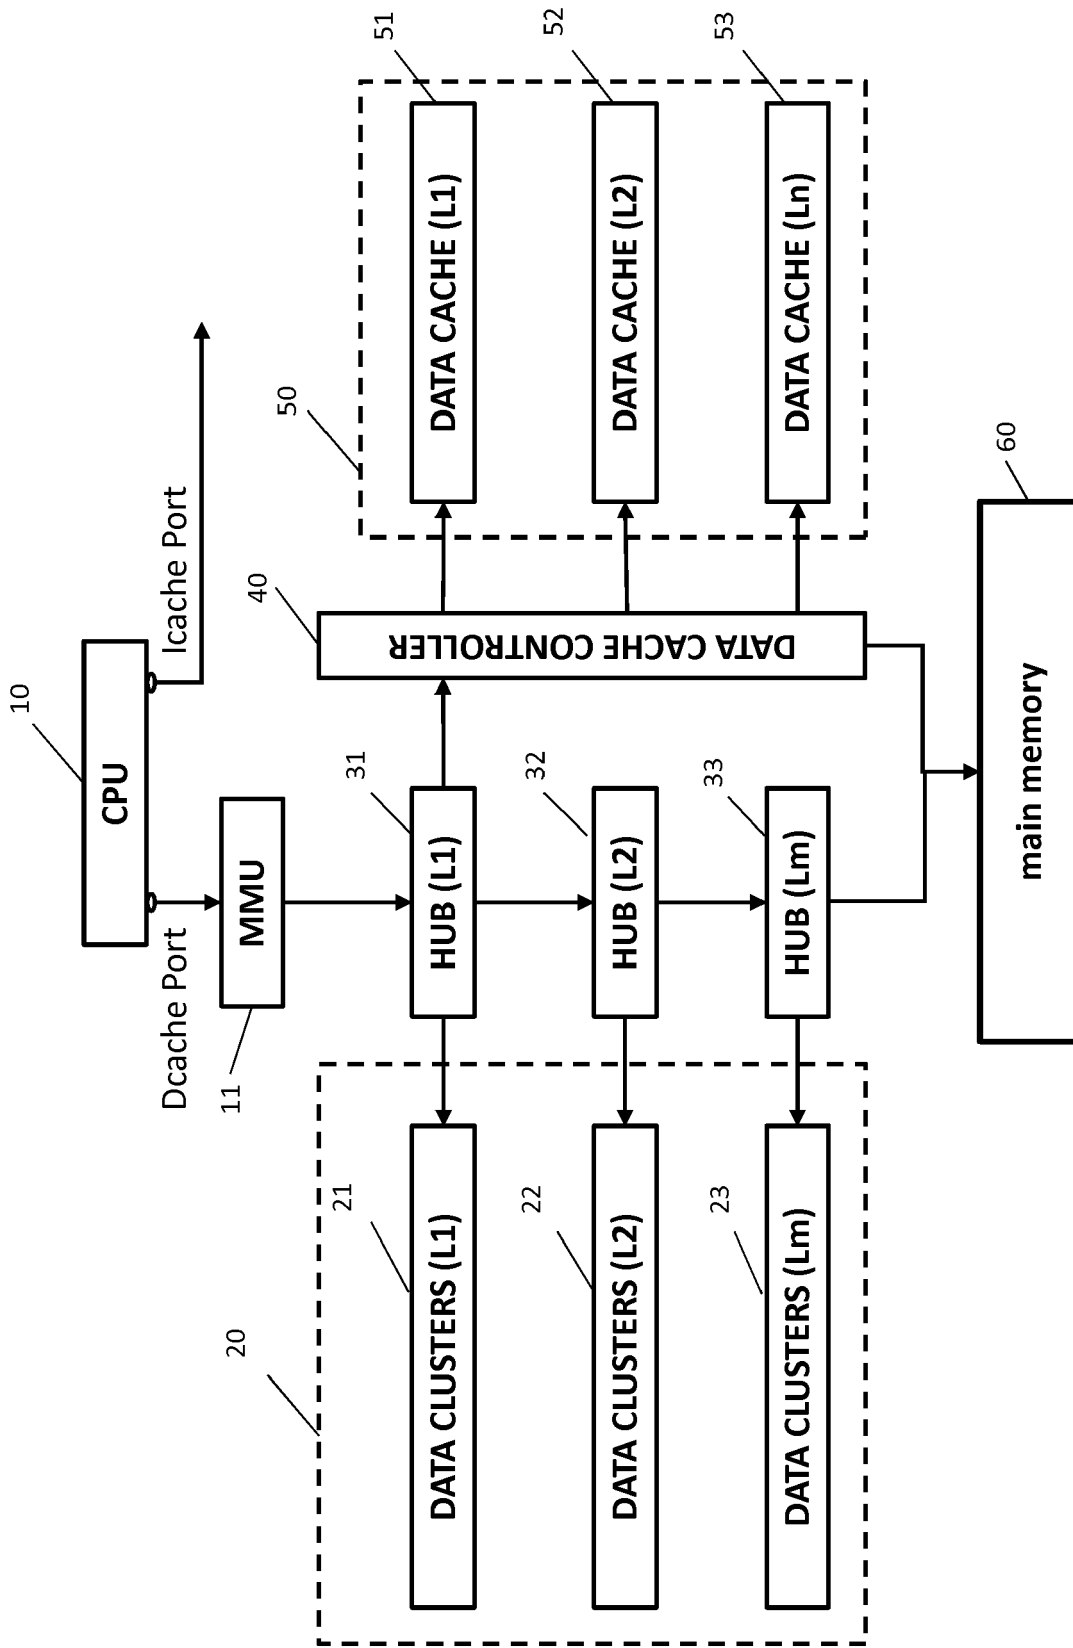 10
CPU
Dcache Port
Icache Port
11
MMU
20
50
40
21
DATA CLUSTERS (L1)
31
HUB (L1)
DATA CACHE (L1)
51
22
DATA CLUSTERS (L2)
32
HUB (L2)
DATA CACHE CONTROLLER
DATA CACHE (L2)
52
23
DATA CLUSTERS (Lm)
33
HUB (Lm)
DATA CACHE (Ln)
53
main memory
60